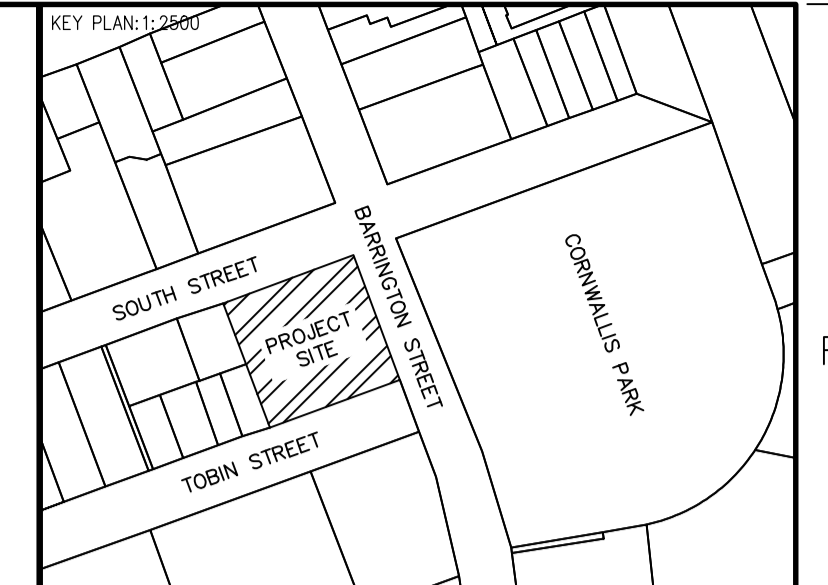 KEY PLAN:1:2500
SOUTH STREET
BARRINGTON STREET
CORNWALLIS PARK
PROJECT
SITE
TOBIN STREET